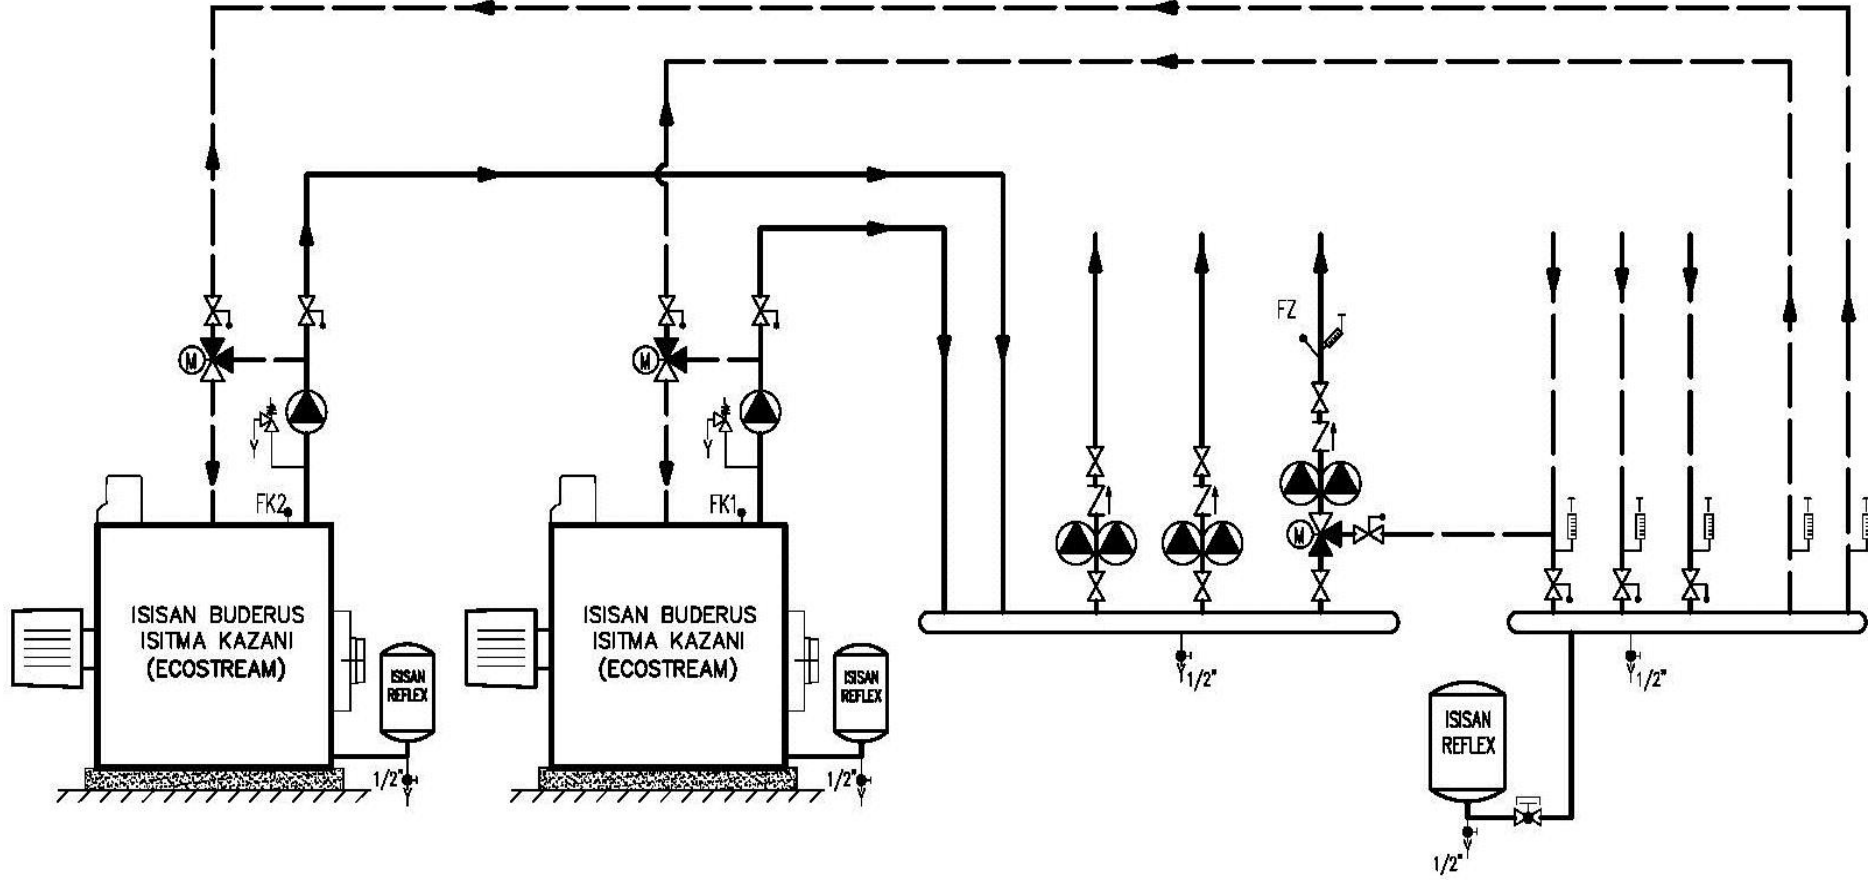 FZ
M
M
FK2
FK1
M
ISISAN BUDERUS
ISITMA KAZANI
(ECOSTREAM)
ISISAN
REFLEX
1/2"
ISISAN BUDERUS
ISITMA KAZANI
(ECOSTREAM)
ISISAN
REFLEX
1/2"
1/2"
1/2"
ISISAN
REFLEX
1/2"